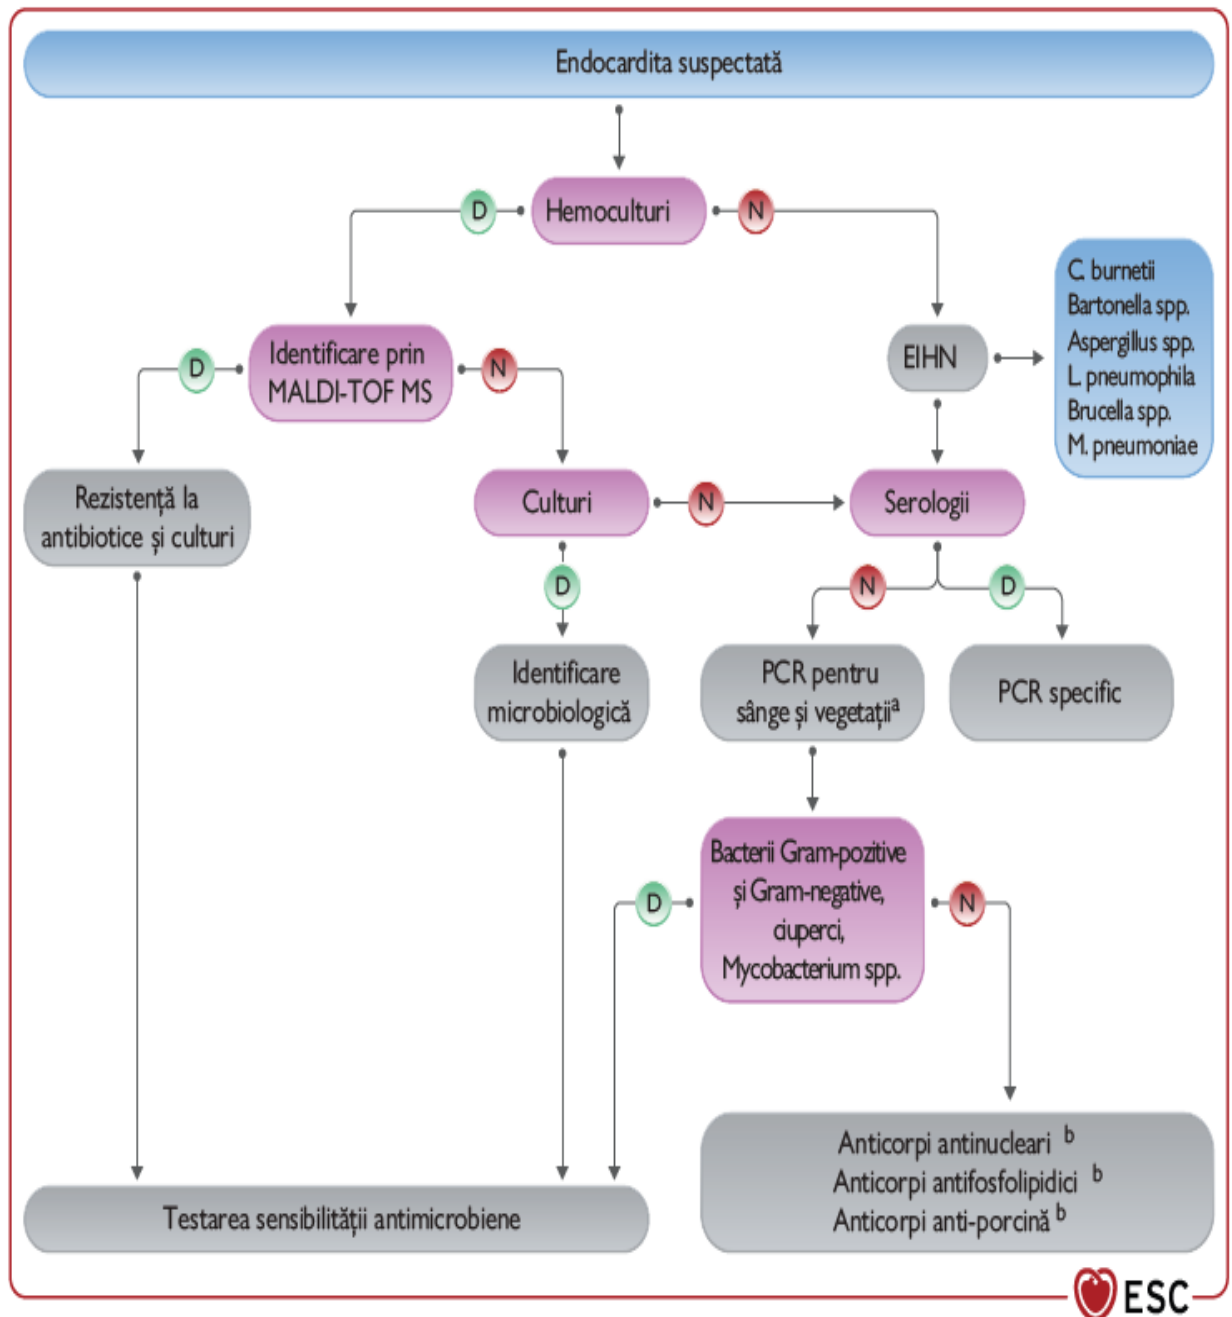 Endocardita suspectată
Hemoculturi
D
N
C. burnetii
Bartonella spp.
Aspergillus spp.
L. pneumophila
Brucella spp.
M. pneumoniae
Identificare prin
MALDI-TOF MS
D
N
EIHN
Rezistență la
antibiotice și culturi
Culturi
N
Serologii
D
N
D
Identificare
microbiologică
PCR pentru
sânge și vegetații a
PCR specific
Bacterii Gram-pozitive
și Gram-negative,
ciuperci,
Mycobacterium spp.
D
N
Anticorpi antinucleari b
Anticorpi antifosfolipidici b
Anticorpi anti-porcină b
Testarea sensibilității antimicrobiene
ESC